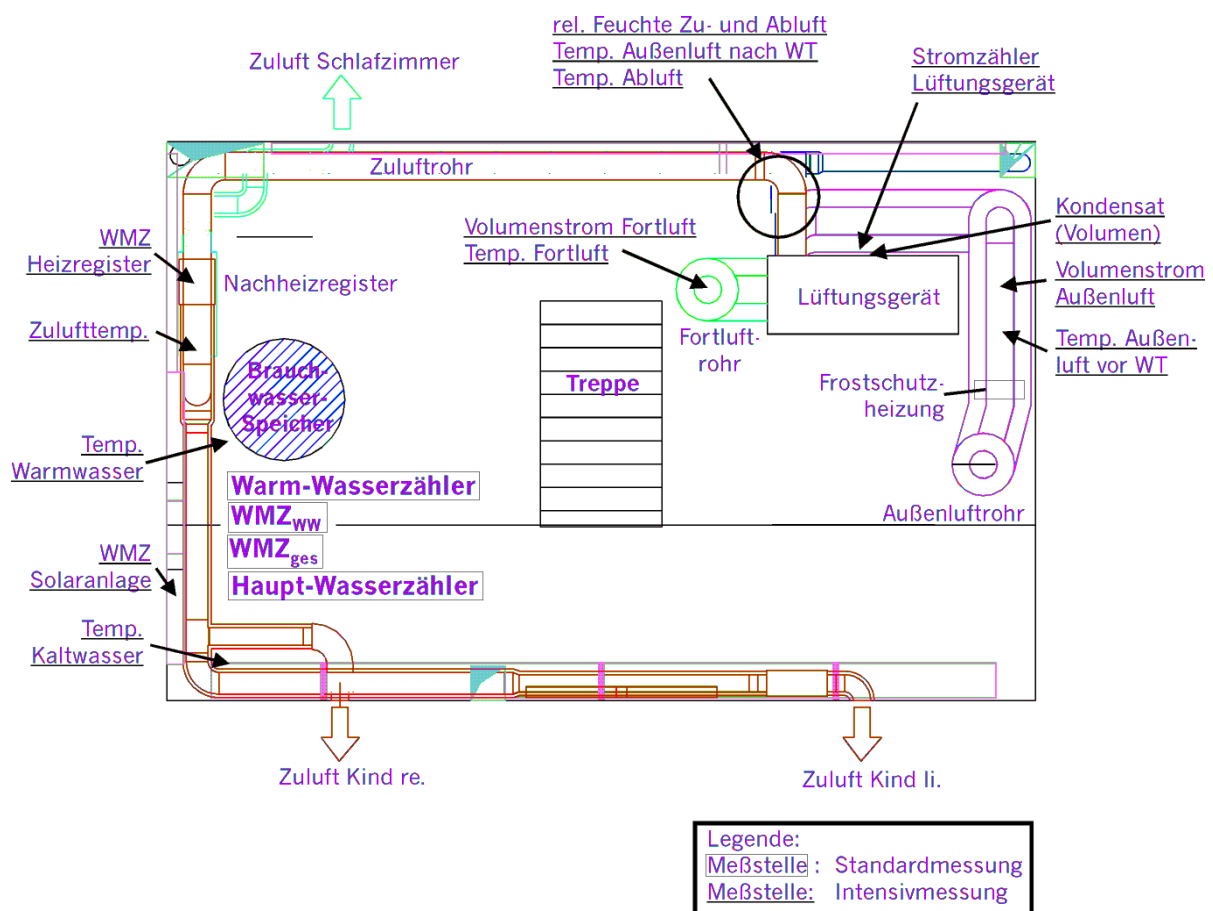 rel. Feuchte Zu- und Abluft
Temp. Außenluft nach WT
Temp. Abluft
Zuluft Schlafzimmer
Stromzähler
Lüftungsgerät
Zuluftrohr
WMZ
Heizregister
Nachheizregister
Volumenstrom Fortluft
Temp. Fortluft
Kondensat
(Volumen)
Volumenstrom
Außenluft
Lüftungsgerät
Zulufttemp.
Fortluft-
rohr
Temp. Außen-
luft vor WT
Brauch-
wasser-
Speicher
Treppe
Frostschutz-
heizung
Temp.
Warmwasser
Warm-Wasserzähler
WMZWW
WMZges
Haupt-Wasserzähler
Außenluftrohr
WMZ
Solaranlage
Temp.
Kaltwasser
Zuluft Kind re.
Zuluft Kind li.
Legende:
Meßstelle : Standardmessung
Meßstelle: Intensivmessung